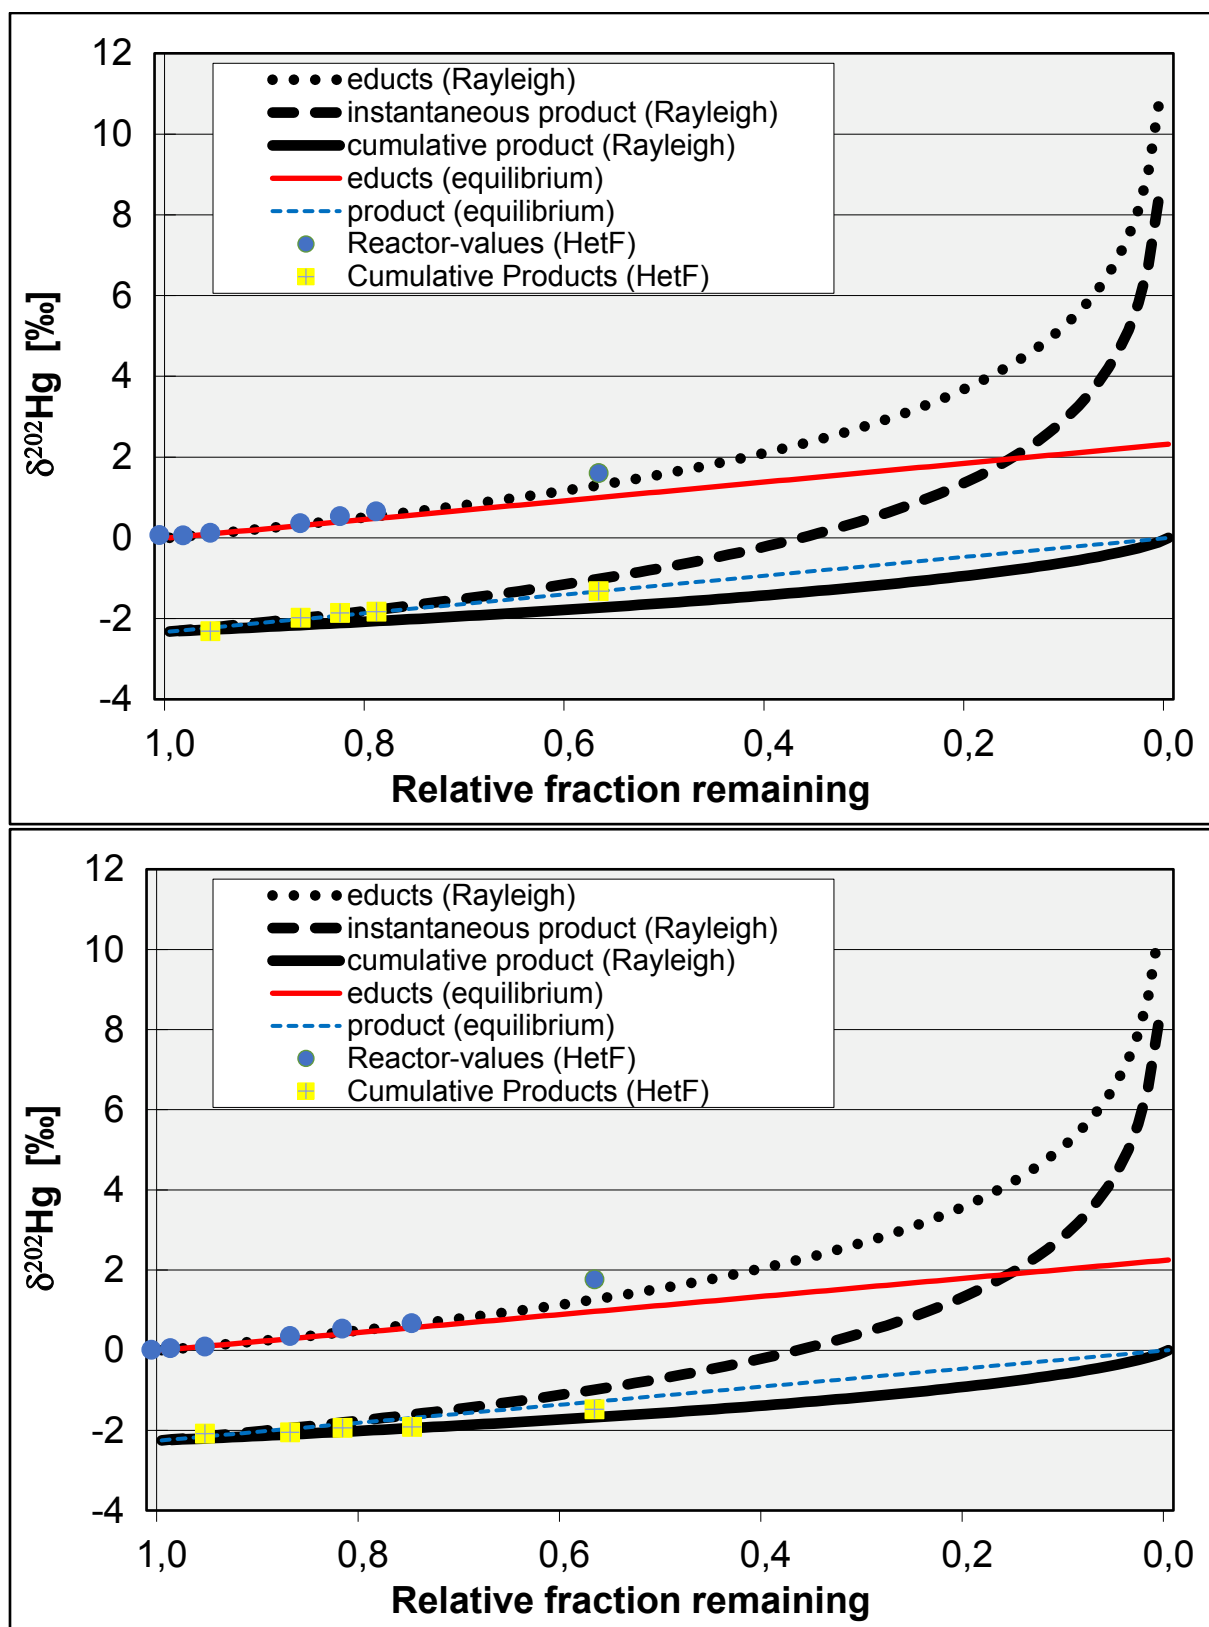 12
10
8
6
4
2
0
-2
-4
δ²⁰²Hg [‰]
educts (Rayleigh)
instantaneous product (Rayleigh)
cumulative product (Rayleigh)
educts (equilibrium)
product (equilibrium)
Reactor-values (HetF)
Cumulative Products (HetF)
1,0 0,8 0,6 0,4 0,2 0,0
Relative fraction remaining
12
10
8
6
4
2
0
-2
-4
δ²⁰²Hg [‰]
educts (Rayleigh)
instantaneous product (Rayleigh)
cumulative product (Rayleigh)
educts (equilibrium)
product (equilibrium)
Reactor-values (HetF)
Cumulative Products (HetF)
1,0 0,8 0,6 0,4 0,2 0,0
Relative fraction remaining